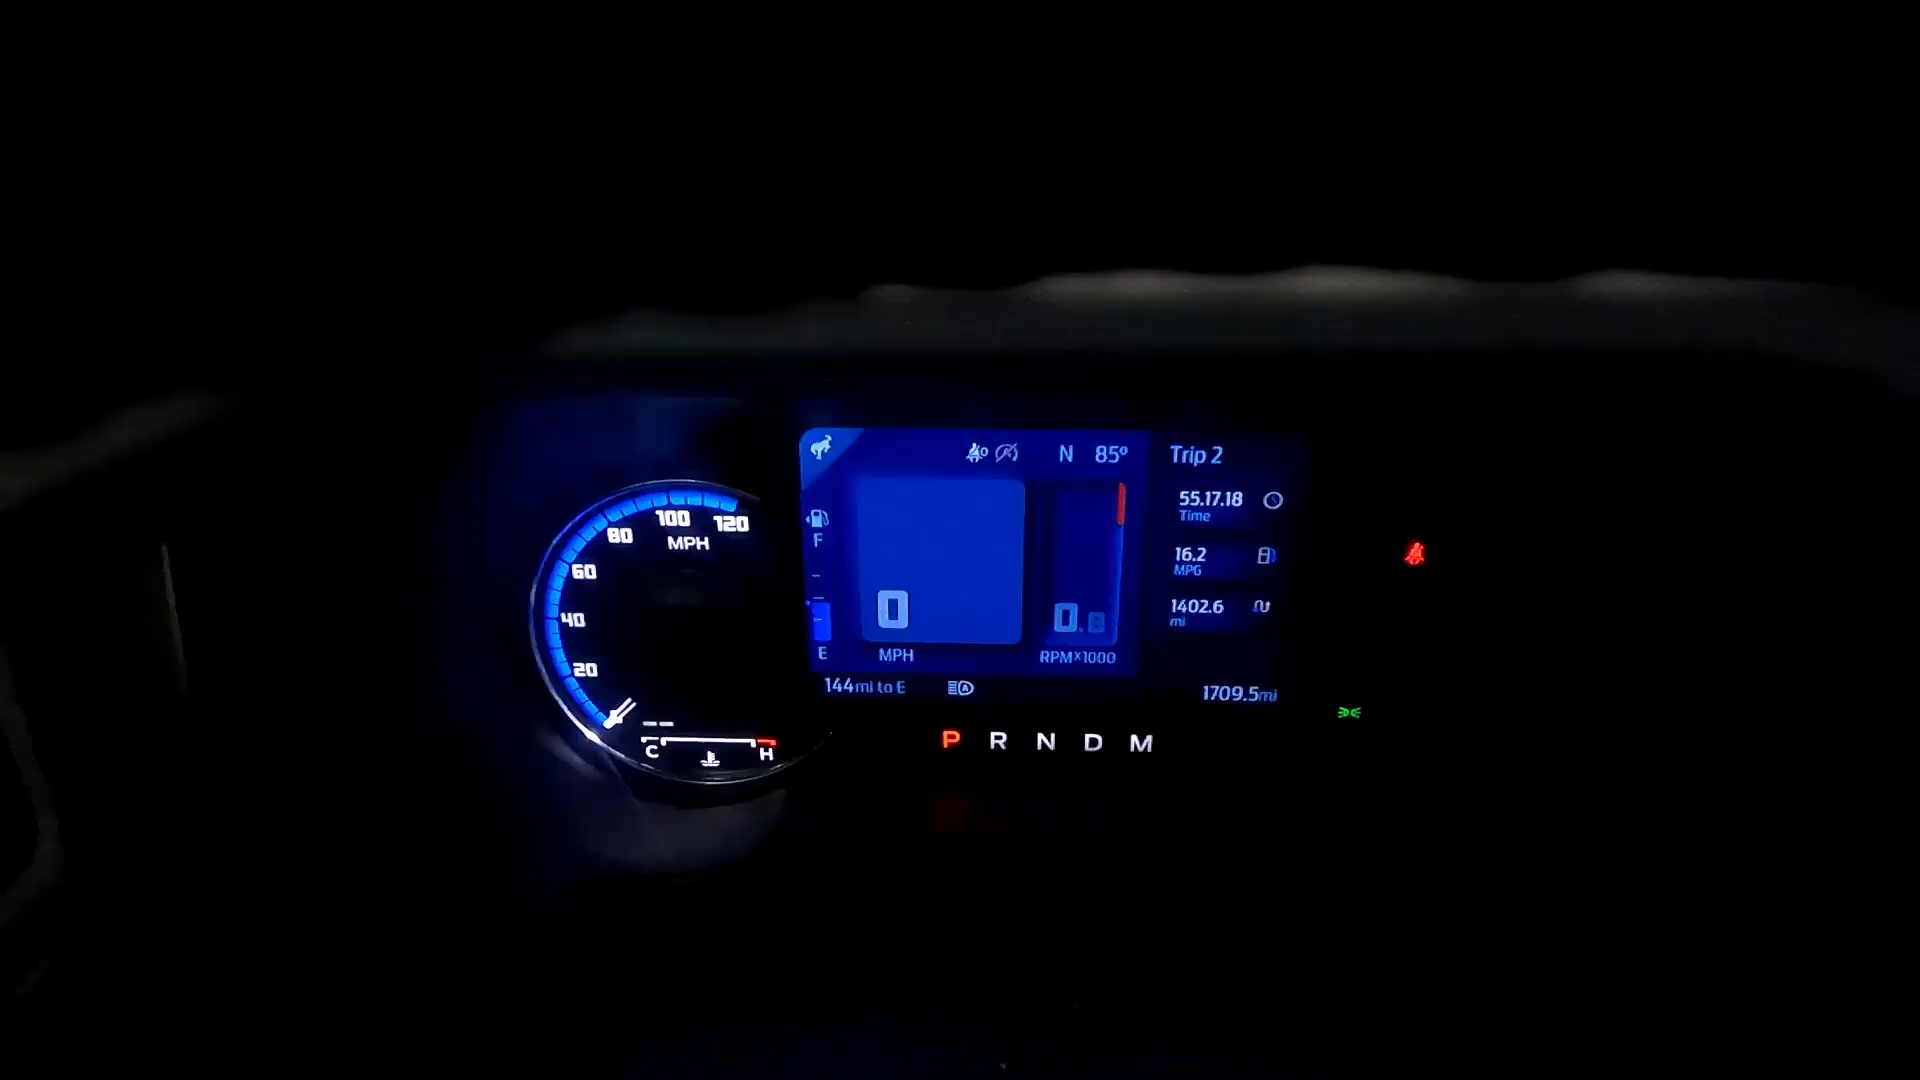 N 85°
Trip 2
100
120
80
MPH
55.17.18
Time
F
16.2
MPG
60
40
0
0.
1402.6
mi
20
E
MPH
RPM×1000
144mi to E
A
1709.5mi
C
H
P R N D M